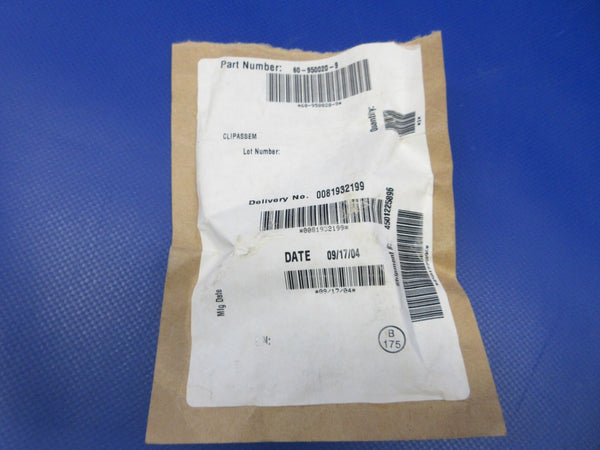 Part Number: 60-950020-9
*60-950020-9*
Quantity:
CLIPASSEM
Lot Number:
Delivery No. 0081932199
*0081932199*
4501225896
DATE 09/17/04
*09/17/04*
Mfg Date
B
175